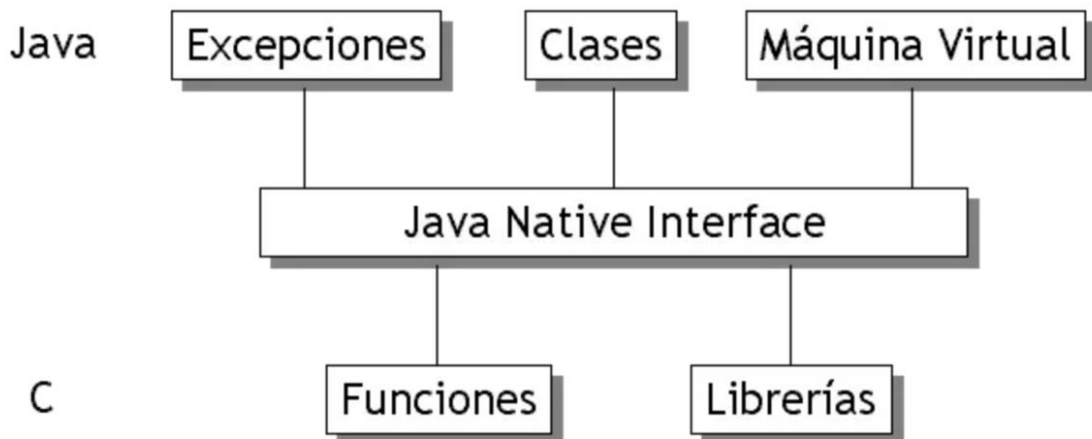 Java Excepciones Clases Máquina Virtual
Java Native Interface
C Funciones Librerías